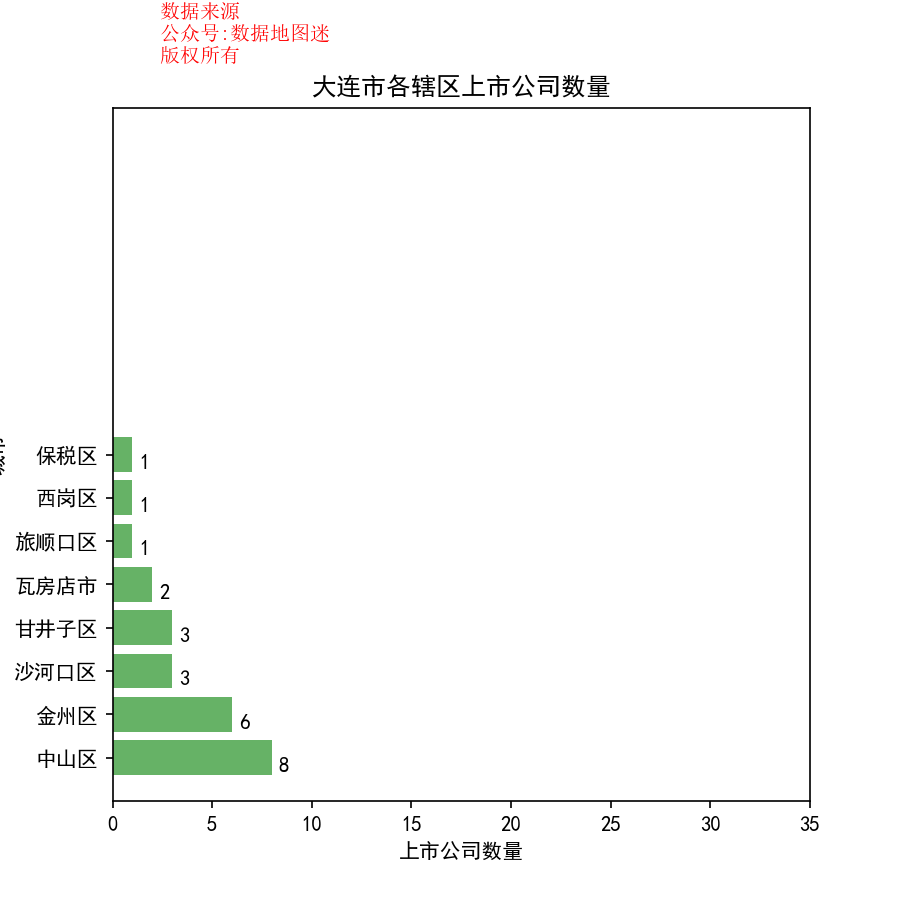 数据来源
公众号:数据地图迷
版权所有
大连市各辖区上市公司数量
保税区 1
西岗区 1
旅顺口区 1
瓦房店市 2
甘井子区 3
沙河口区 3
金州区 6
中山区 8
0 5 10 15 20 25 30 35
上市公司数量